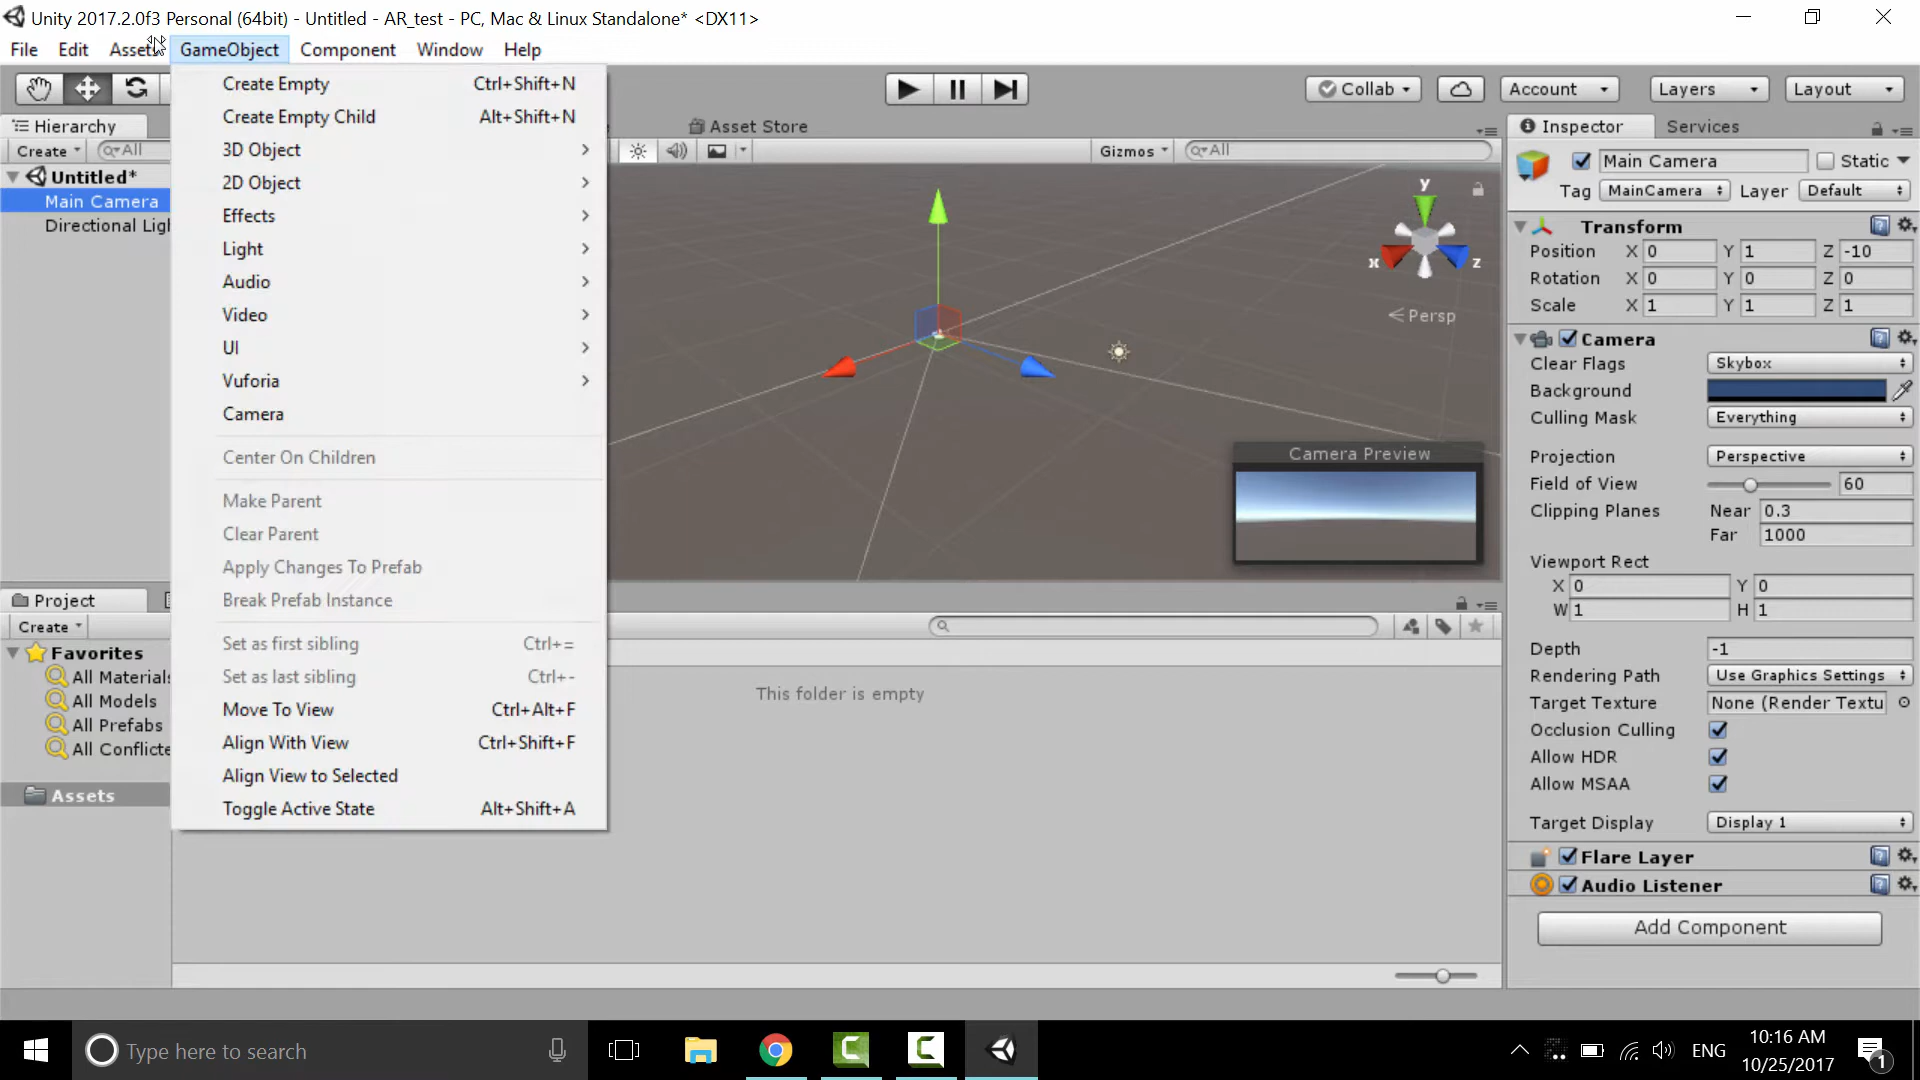 Unity 2017.2.0f3 Personal (64bit) - Untitled - AR_test - PC, Mac & Linux Standalone* <DX11>
File Edit Assets GameObject Component Window Help
Create Empty Ctrl+Shift+N
Create Empty Child Alt+Shift+N
3D Object
2D Object
Effects
Light
Audio
Video
UI
Vuforia
Camera
Center On Children
Make Parent
Clear Parent
Apply Changes To Prefab
Break Prefab Instance
Set as first sibling Ctrl+=
Set as last sibling Ctrl+-
Move To View Ctrl+Alt+F
Align With View Ctrl+Shift+F
Align View to Selected
Toggle Active State Alt+Shift+A
Collab Account Layers Layout
Hierarchy
Create All
Untitled*
Main Camera
Directional Ligh
Asset Store
Gizmos All
y
x z
Persp
Camera Preview
Project
Create
Favorites
All Materials
All Models
All Prefabs
All Conflicte
Assets
This folder is empty
Inspector Services
Main Camera Static
Tag MainCamera Layer Default
Transform
Position X 0 Y 1 Z -10
Rotation X 0 Y 0 Z 0
Scale X 1 Y 1 Z 1
Camera
Clear Flags Skybox
Background
Culling Mask Everything
Projection Perspective
Field of View 60
Clipping Planes Near 0.3
Far 1000
Viewport Rect
X 0 Y 0
W 1 H 1
Depth -1
Rendering Path Use Graphics Settings
Target Texture None (Render Textu
Occlusion Culling
Allow HDR
Allow MSAA
Target Display Display 1
Flare Layer
Audio Listener
Add Component
Type here to search
ENG
10:16 AM
10/25/2017
1